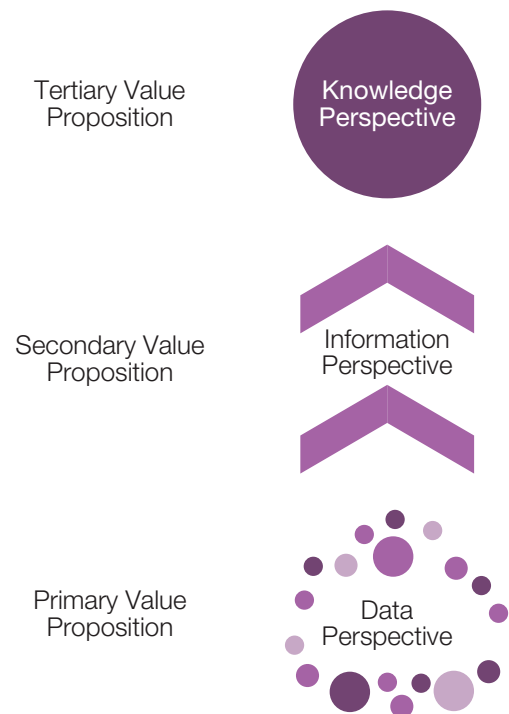 Tertiary Value
Proposition
Knowledge
Perspective
Secondary Value
Proposition
Information
Perspective
Primary Value
Proposition
Data
Perspective